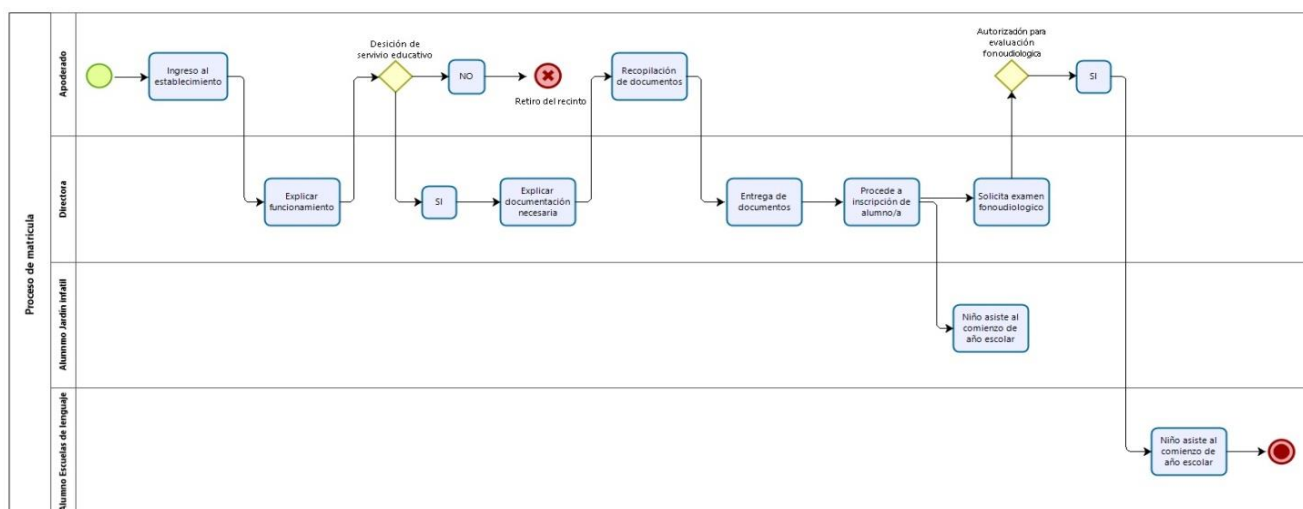 Proceso de matrícula
Apoderado
Ingreso al
establecimiento
Desición de
servivio educativo
NO
Retiro del recinto
Recopilación
de documentos
Autorizadón para
evaluación
fonoudiologica
SI
Directora
Explicar
funcionamiento
SI
Explicar
documentación
necesaria
Entrega de
documentos
Procede a
inscripción de
alumno/a
Solicita examen
fonoudiologico
Alumnmo Jardín infatil
Niño asiste al
comienzo de
año escolar
Alumno Escuelas de lenguaje
Niño asiste al
comienzo de
año escolar